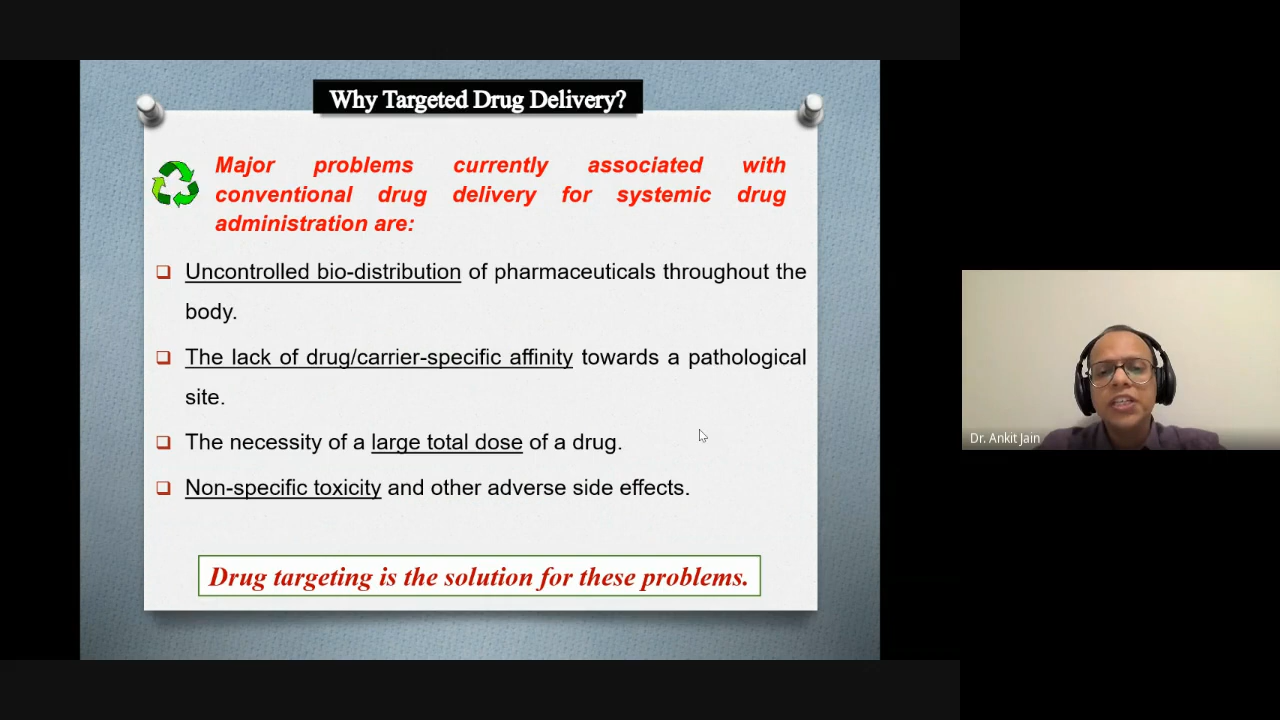 Why Targeted Drug Delivery?
Major problems currently associated with
conventional drug delivery for systemic drug
administration are:
Uncontrolled bio-distribution of pharmaceuticals throughout the
body.
The lack of drug/carrier-specific affinity towards a pathological
site.
The necessity of a large total dose of a drug.
Non-specific toxicity and other adverse side effects.
Drug targeting is the solution for these problems.
Dr. Ankit Jain